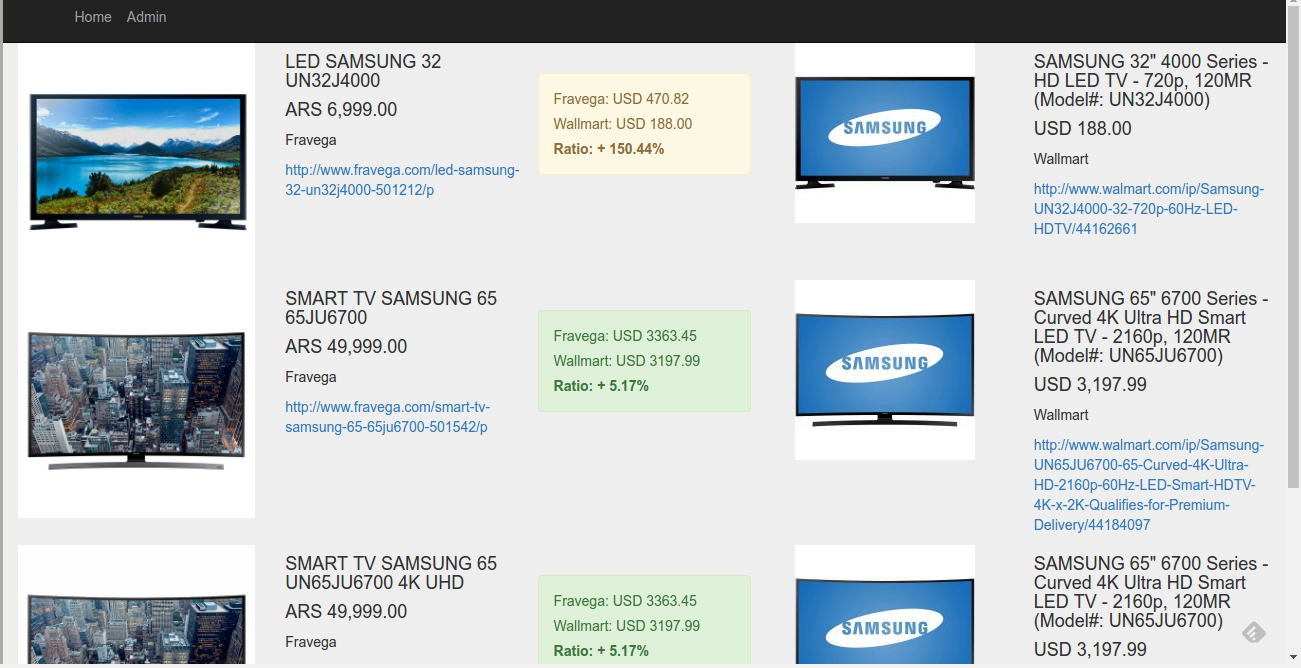 Home Admin
LED SAMSUNG 32
UN32J4000
ARS 6,999.00
Fravega
http://www.fravega.com/led-samsung-
32-un32j4000-501212/p
Fravega: USD 470.82
Wallmart: USD 188.00
Ratio: + 150.44%
SAMSUNG
SAMSUNG 32" 4000 Series -
HD LED TV - 720p, 120MR
(Model#: UN32J4000)
USD 188.00
Wallmart
http://www.walmart.com/ip/Samsung-
UN32J4000-32-720p-60Hz-LED-
HDTV/44162661
SMART TV SAMSUNG 65
65JU6700
ARS 49,999.00
Fravega
http://www.fravega.com/smart-tv-
samsung-65-65ju6700-501542/p
Fravega: USD 3363.45
Wallmart: USD 3197.99
Ratio: + 5.17%
SAMSUNG
SAMSUNG 65" 6700 Series -
Curved 4K Ultra HD Smart
LED TV - 2160p, 120MR
(Model#: UN65JU6700)
USD 3,197.99
Wallmart
http://www.walmart.com/ip/Samsung-
UN65JU6700-65-Curved-4K-Ultra-
HD-2160p-60Hz-LED-Smart-HDTV-
4K-x-2K-Qualifies-for-Premium-
Delivery/44184097
SMART TV SAMSUNG 65
UN65JU6700 4K UHD
ARS 49,999.00
Fravega
Fravega: USD 3363.45
Wallmart: USD 3197.99
Ratio: + 5.17%
SAMSUNG
SAMSUNG 65" 6700 Series -
Curved 4K Ultra HD Smart
LED TV - 2160p, 120MR
(Model#: UN65JU6700)
USD 3,197.99